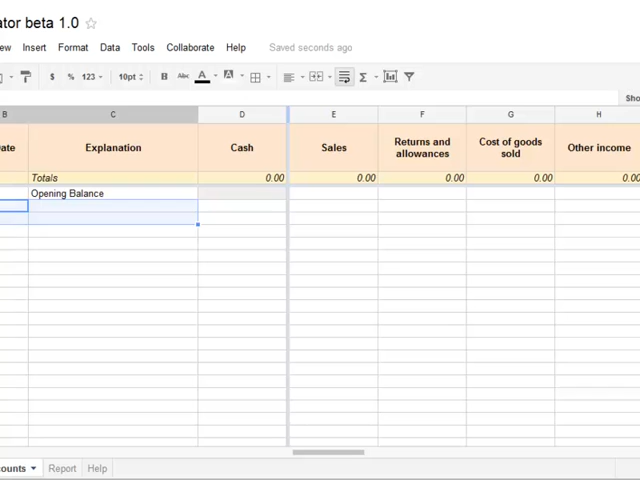 ator beta 1.0
ew Insert Format Data Tools Collaborate Help Saved seconds ago
$ % 123 10pt B Abc A A Σ
Sho
B C D E F G H
ate Explanation Cash Sales Returns and allowances Cost of goods sold Other income
Totals 0.00 0.00 0.00 0.00 0.00
Opening Balance
counts Report Help